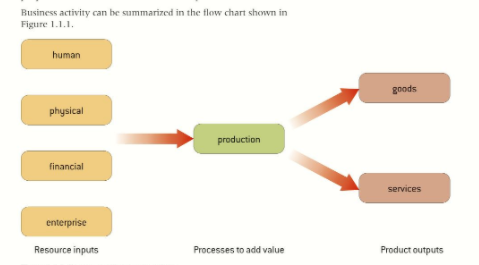 Business activity can be summarized in the flow chart shown in
Figure 1.1.1.
human
physical
financial
enterprise
production
goods
services
Resource inputs
Processes to add value
Product outputs